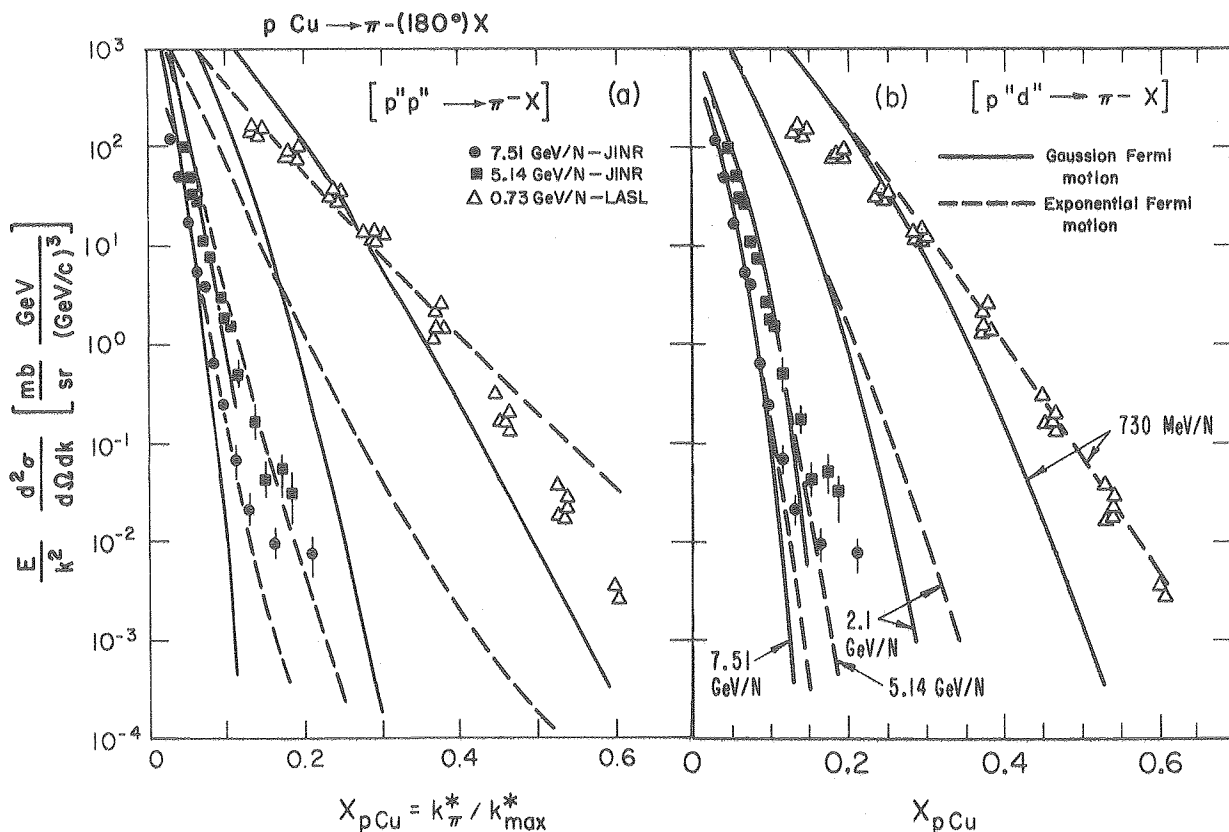 p Cu → π-(180°)X
[p"p" → π⁻ X] (a)
● 7.51 GeV/N-JINR
■ 5.14 GeV/N-JINR
△ 0.73 GeV/N-LASL
(b) [p"d" → π- X]
Gaussion Fermi
motion
Exponential Fermi
motion
730 MeV/N
2.1
GeV/N
7.51
GeV/N
5.14 GeV/N
E/k² d²σ/dΩdk [mb/sr GeV/(GeV/c)³]
10³
10²
10¹
10⁰
10⁻¹
10⁻²
10⁻³
10⁻⁴
0 0.2 0.4 0.6 0 0.2 0.4 0.6
X_pCu = k*_π / k*_max
X_pCu